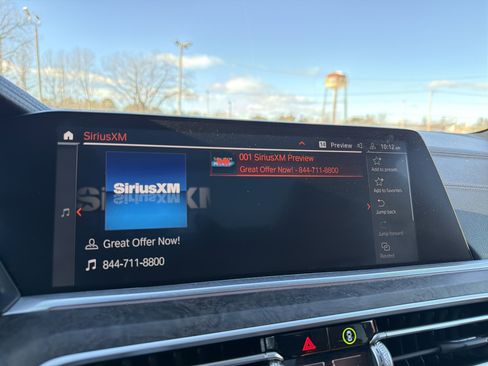 SiriusXM
Preview
10:12 AM
SiriusXM
001 SiriusXM Preview
Great Offer Now! - 844-711-8800
Great Offer Now!
844-711-8800
Add to presets
Add to favorites
Jump back
Jump forward